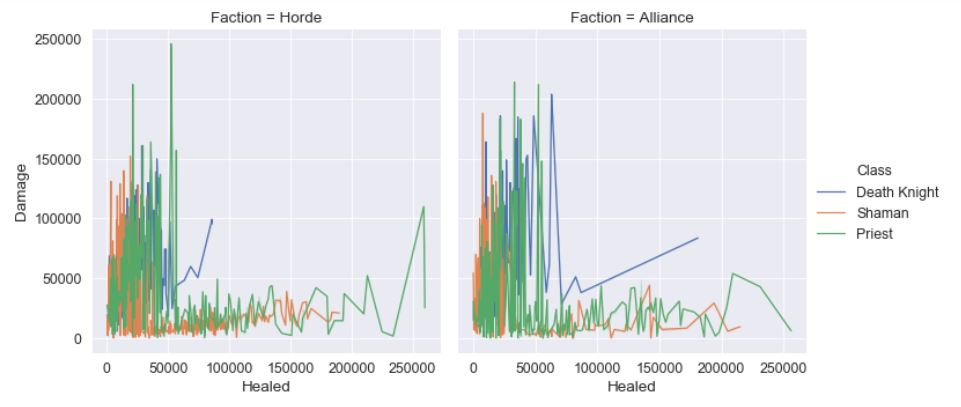 Faction = Horde
Faction = Alliance
250000
200000
150000
100000
50000
0
Damage
0 50000 100000 150000 200000 250000
Healed
0 50000 100000 150000 200000 250000
Healed
Class
Death Knight
Shaman
Priest